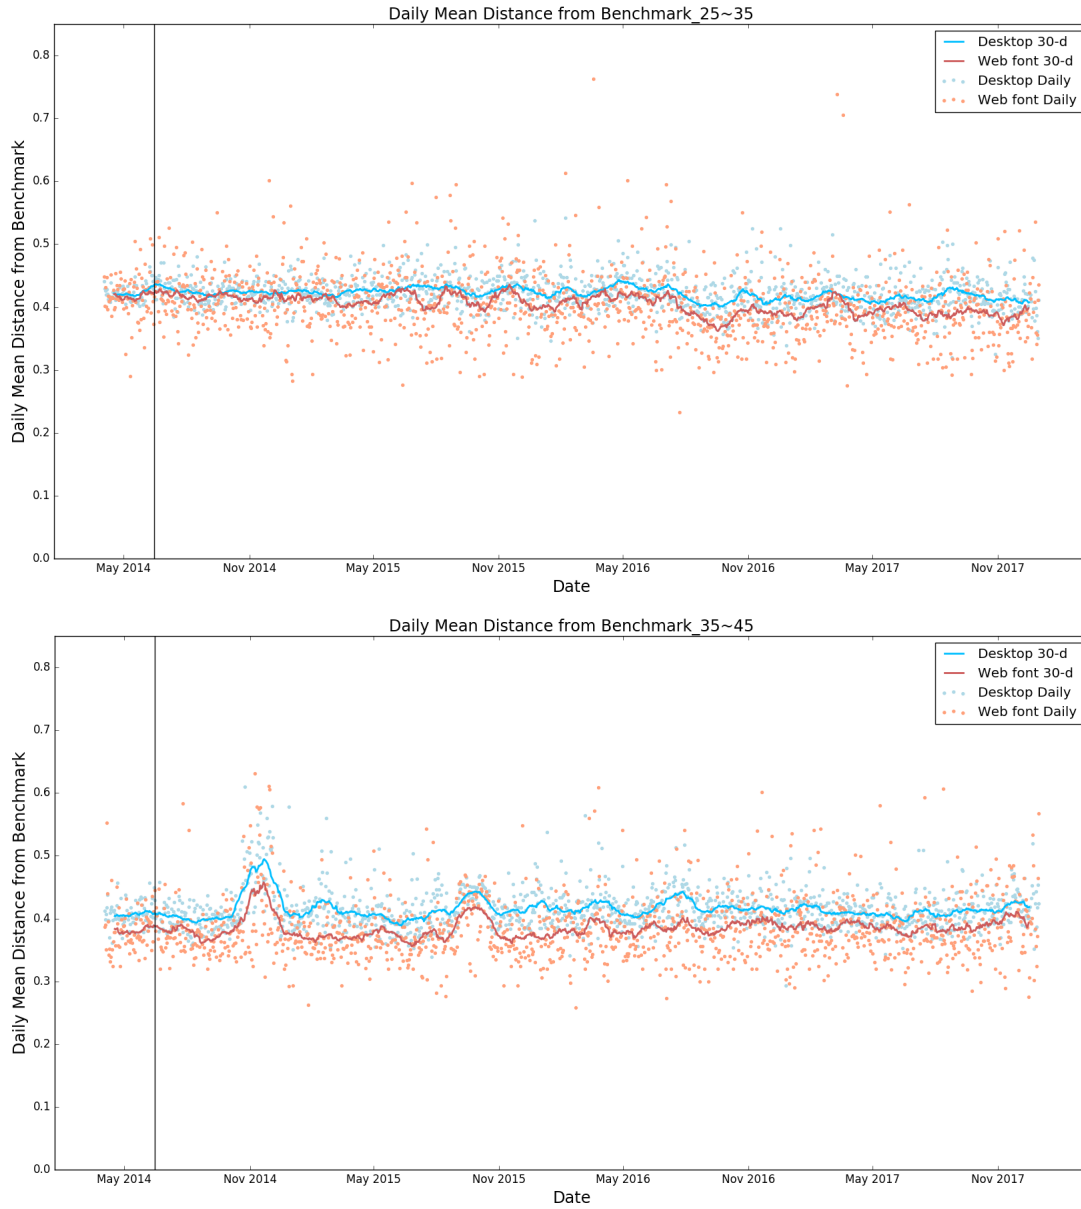 Daily Mean Distance from Benchmark_25~35
Desktop 30-d
Web font 30-d
Desktop Daily
Web font Daily
Daily Mean Distance from Benchmark
0.8
0.7
0.6
0.5
0.4
0.3
0.2
0.1
0.0
May 2014 Nov 2014 May 2015 Nov 2015 May 2016 Nov 2016 May 2017 Nov 2017
Date
Daily Mean Distance from Benchmark_35~45
Desktop 30-d
Web font 30-d
Desktop Daily
Web font Daily
Daily Mean Distance from Benchmark
0.8
0.7
0.6
0.5
0.4
0.3
0.2
0.1
0.0
May 2014 Nov 2014 May 2015 Nov 2015 May 2016 Nov 2016 May 2017 Nov 2017
Date